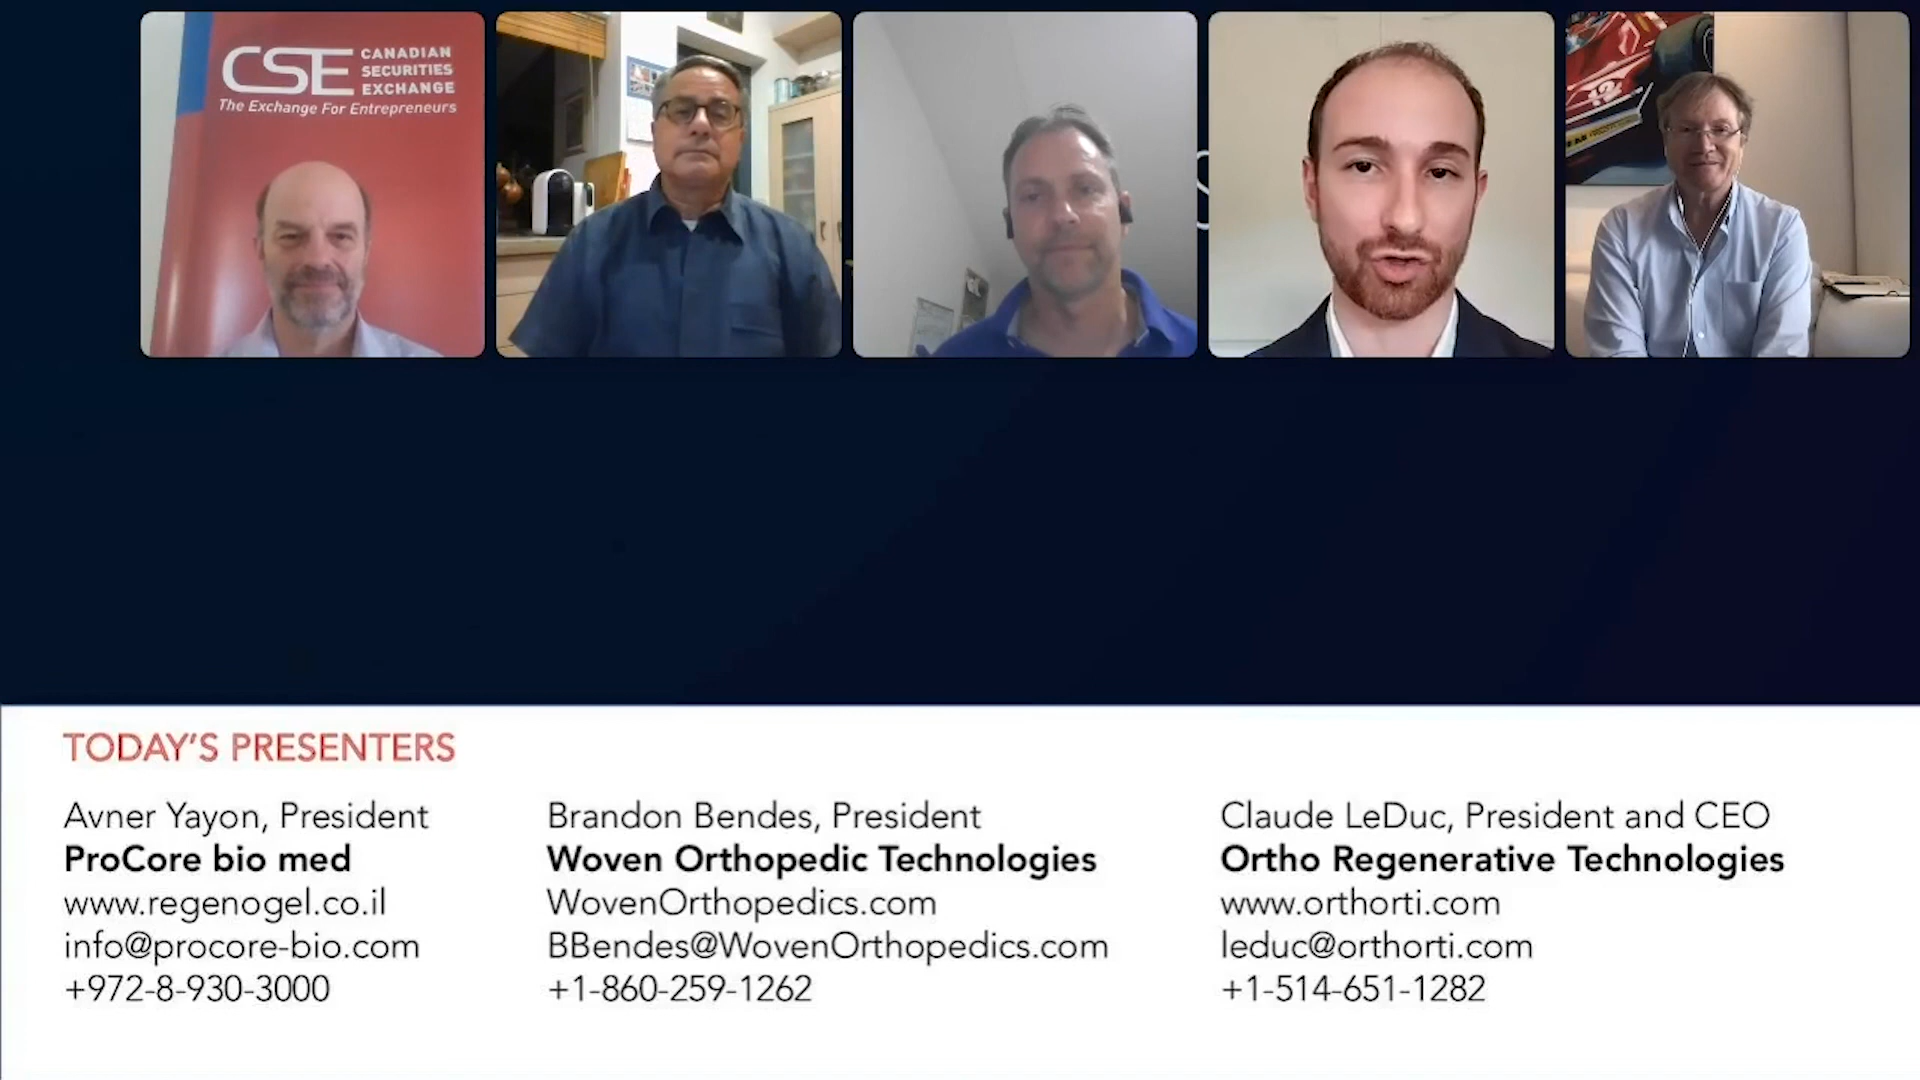 CSE CANADIAN
SECURITIES
EXCHANGE
The Exchange For Entrepreneurs
TODAY'S PRESENTERS
Avner Yayon, President
ProCore bio med
www.regenogel.co.il
info@procore-bio.com
+972-8-930-3000
Brandon Bendes, President
Woven Orthopedic Technologies
WovenOrthopedics.com
BBendes@WovenOrthopedics.com
+1-860-259-1262
Claude LeDuc, President and CEO
Ortho Regenerative Technologies
www.orthorti.com
leduc@orthorti.com
+1-514-651-1282